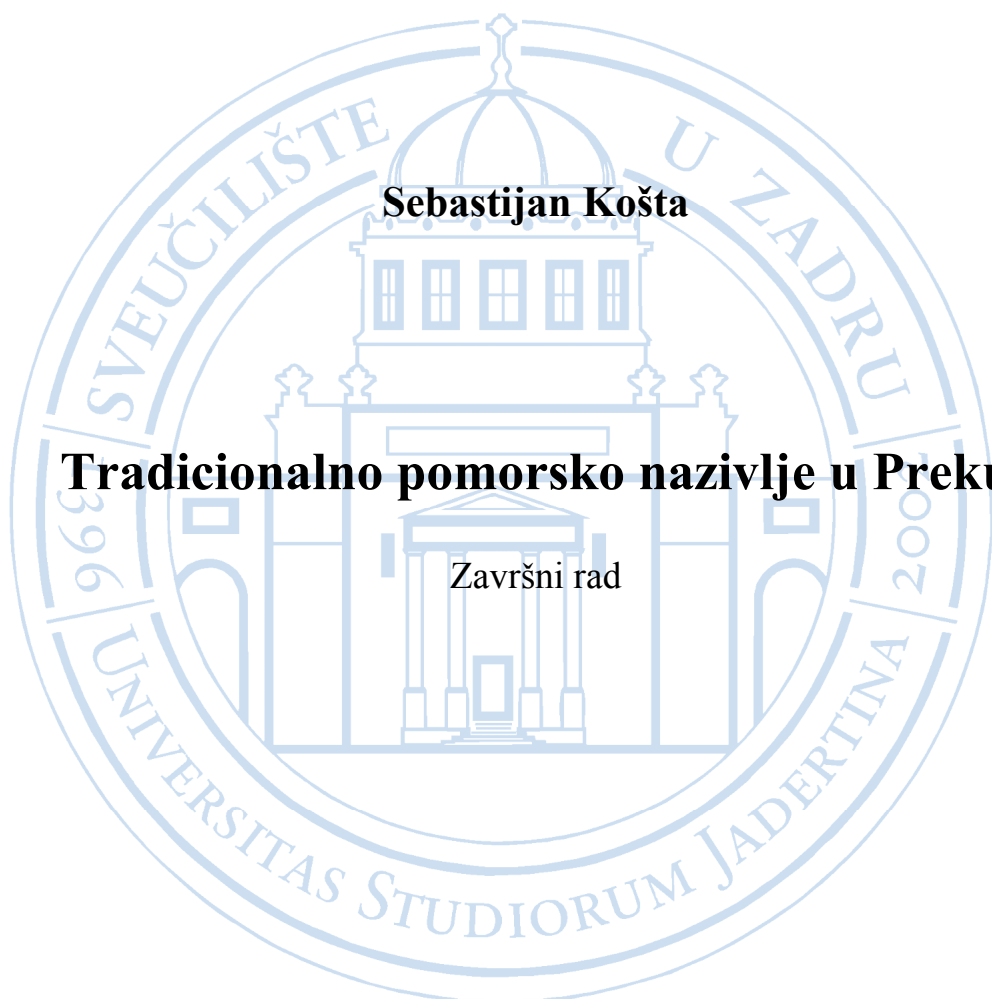 SVEUČILIŠTE U ZADRU
Sebastijan Košta
Tradicionalno pomorsko nazivlje u Preku
Završni rad
1396
2002
UNIVERSITAS STUDIORUM JADERTINA